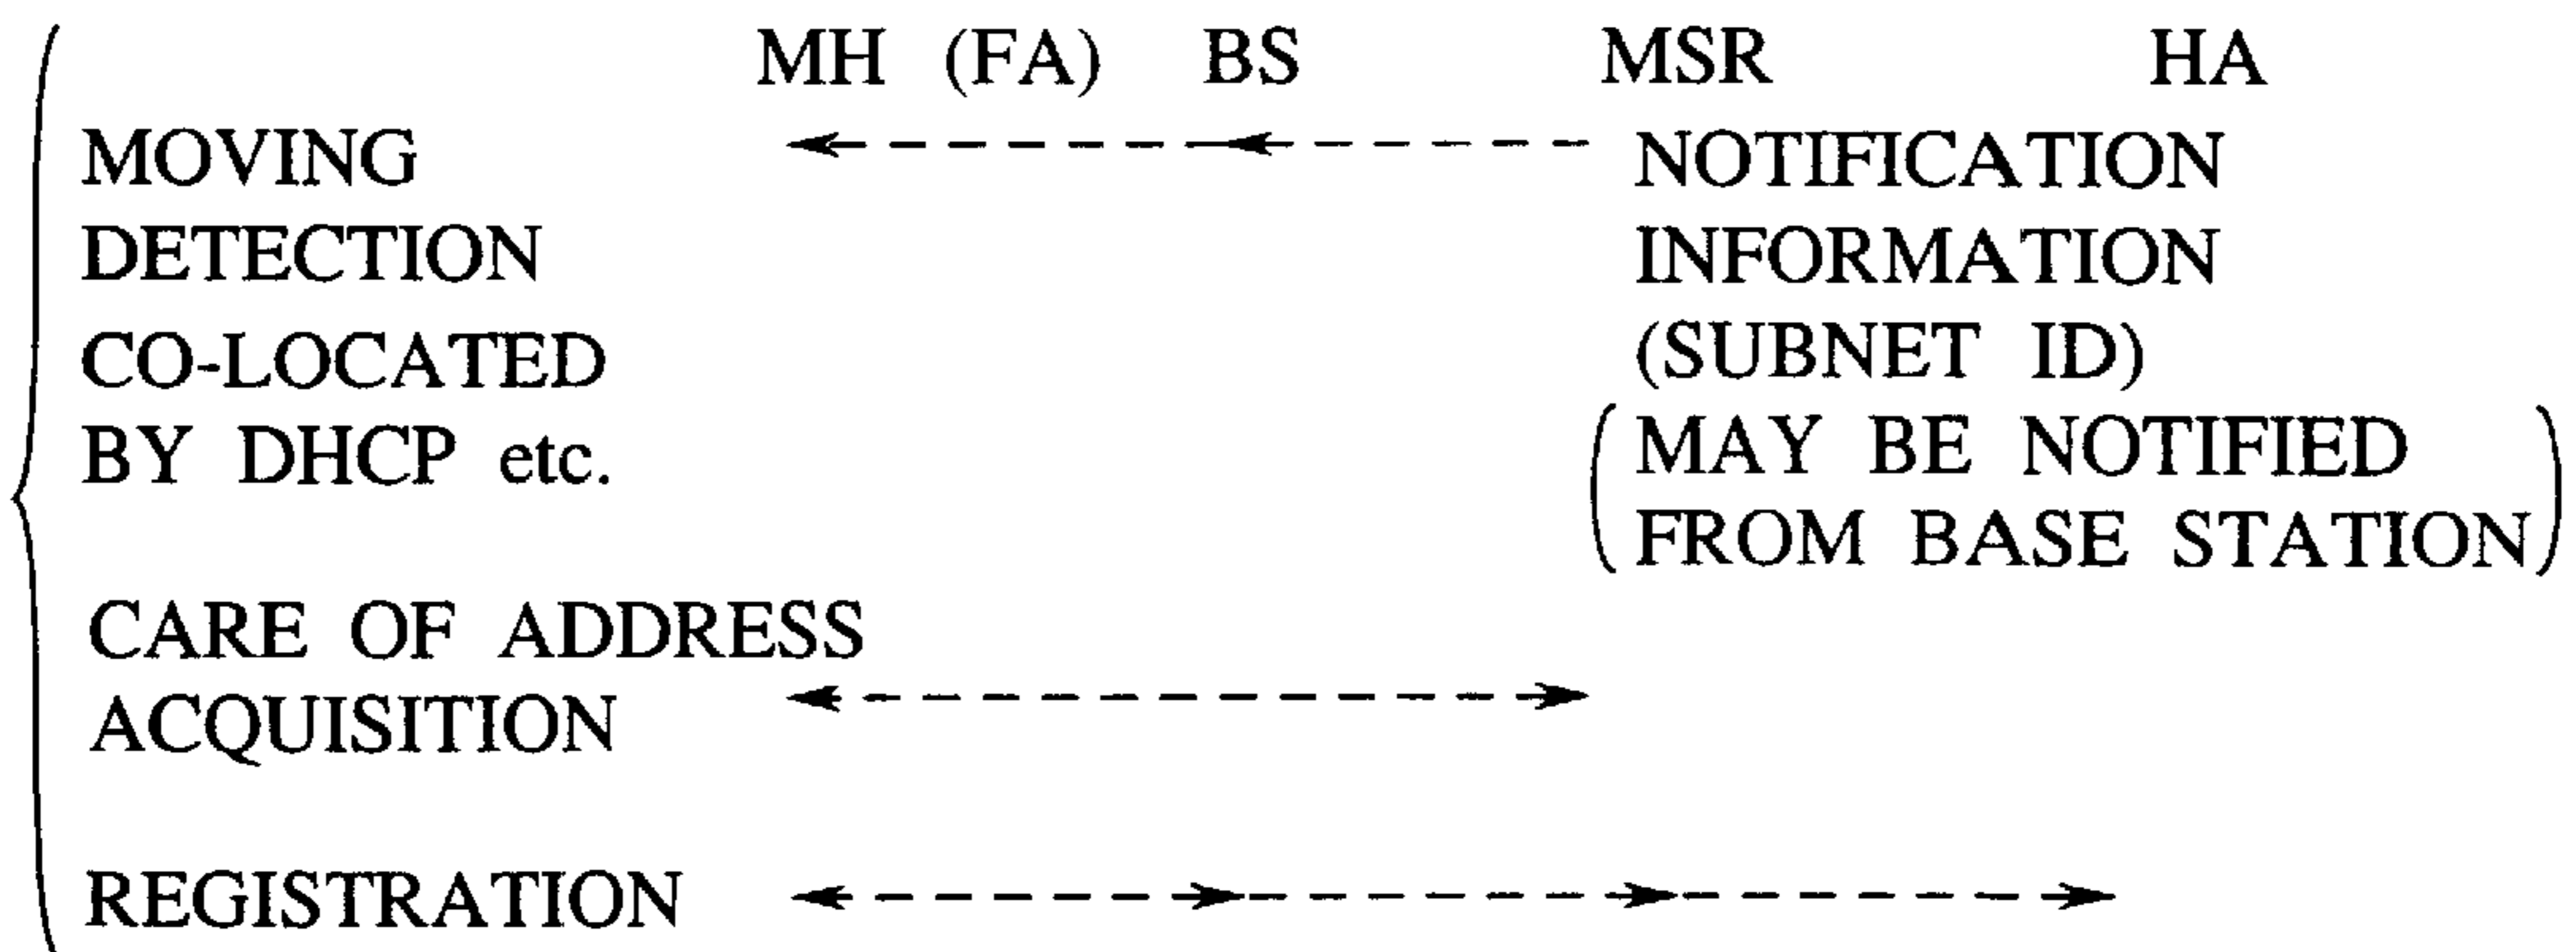 MH (FA) BS MSR HA
MOVING NOTIFICATION
DETECTION INFORMATION
CO-LOCATED (SUBNET ID)
BY DHCP etc. (MAY BE NOTIFIED
FROM BASE STATION)
CARE OF ADDRESS
ACQUISITION
REGISTRATION